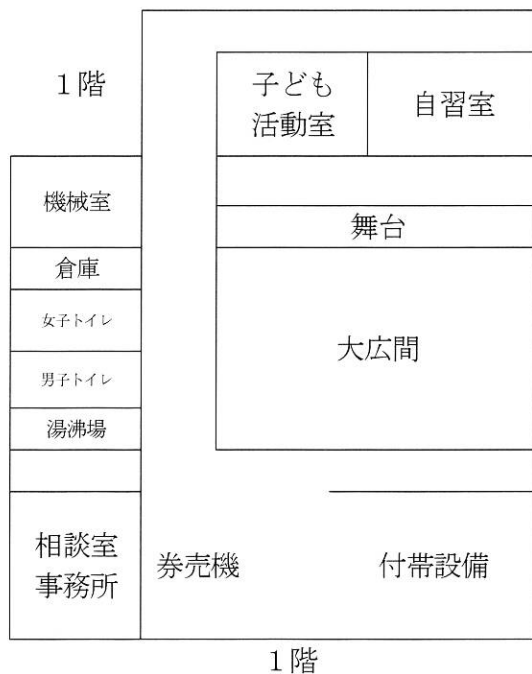 1階
子ども
活動室
自習室
機械室
舞台
倉庫
女子トイレ
大広間
男子トイレ
湯沸場
相談室
事務所
券売機
付帯設備
1階